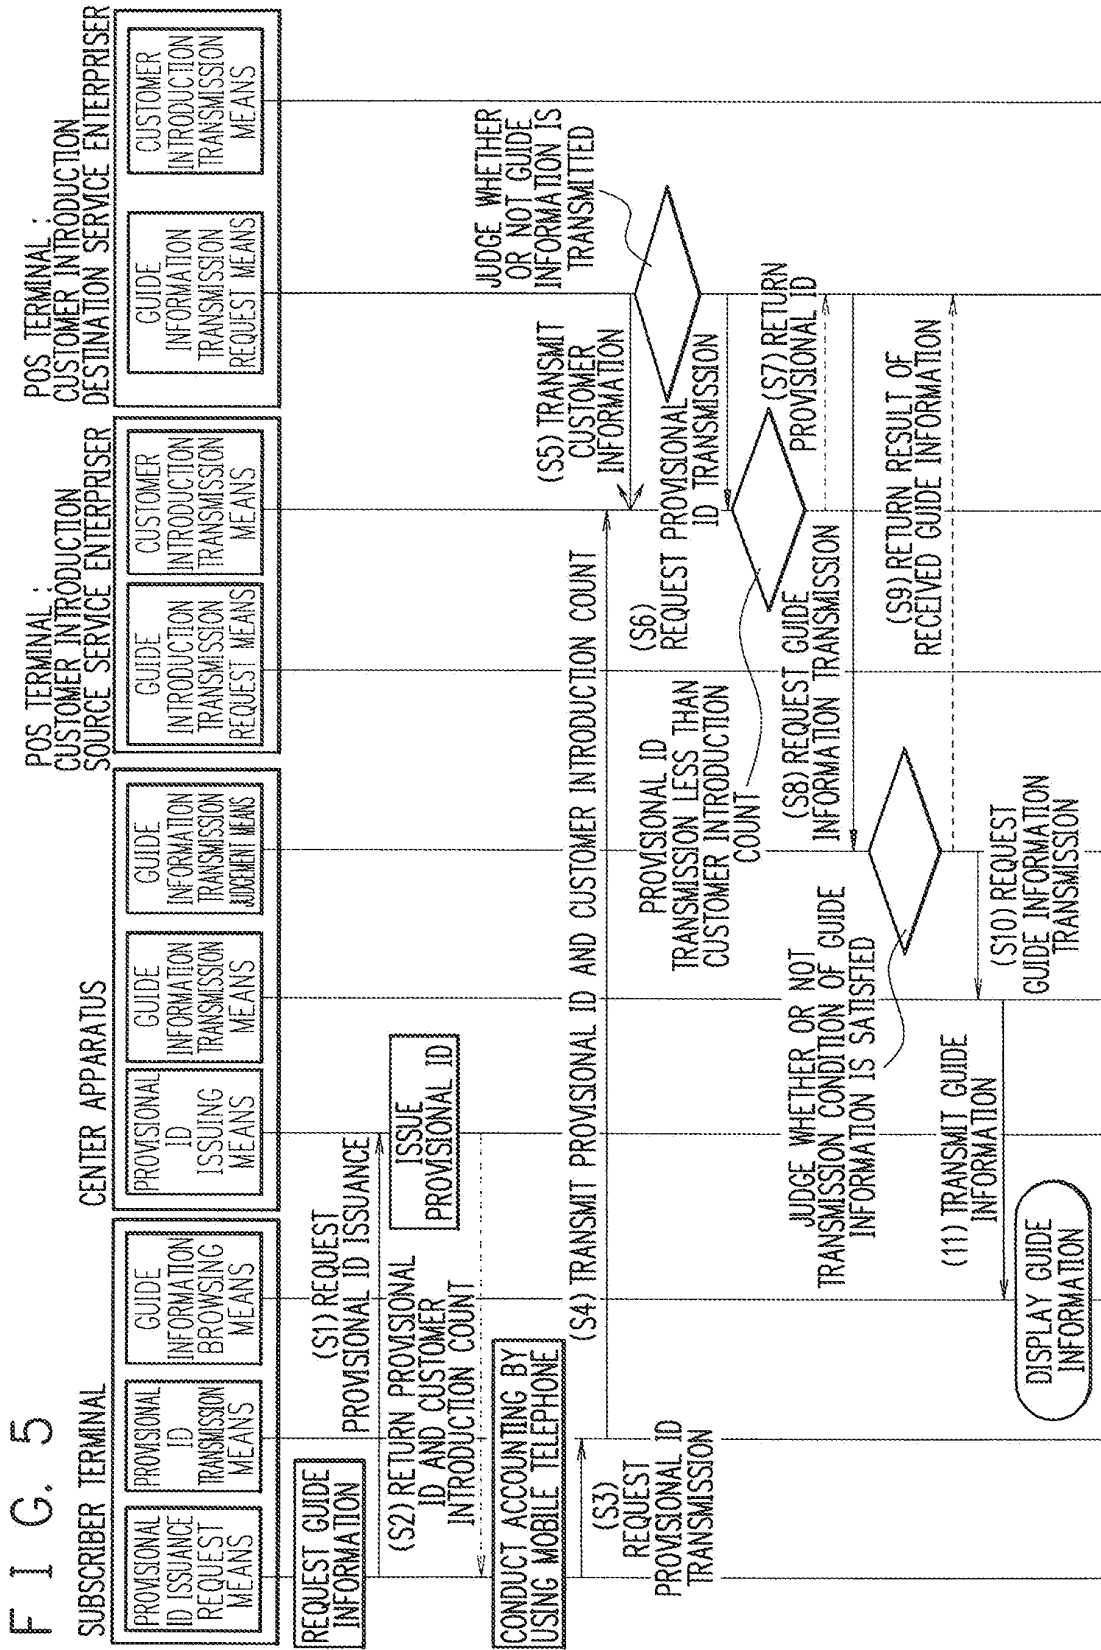 FIG. 5
SUBSCRIBER TERMINAL
PROVISIONAL
ID ISSUANCE
REQUEST
MEANS
PROVISIONAL
ID
TRANSMISSION
MEANS
GUIDE
INFORMATION
BROWSING
MEANS
CENTER APPARATUS
PROVISIONAL
ID
ISSUING
MEANS
GUIDE
INFORMATION
TRANSMISSION
MEANS
GUIDE
INFORMATION
TRANSMISSION
JUDGEMENT MEANS
POS TERMINAL :
CUSTOMER INTRODUCTION
SOURCE SERVICE ENTERPRISER
GUIDE
INTRODUCTION
TRANSMISSION
REQUEST MEANS
CUSTOMER
INTRODUCTION
TRANSMISSION
MEANS
POS TERMINAL :
CUSTOMER INTRODUCTION
DESTINATION SERVICE ENTERPRISER
GUIDE
INFORMATION
TRANSMISSION
REQUEST MEANS
CUSTOMER
INTRODUCTION
TRANSMISSION
MEANS
REQUEST GUIDE
INFORMATION
(S1) REQUEST
PROVISIONAL ID ISSUANCE
ISSUE
PROVISIONAL ID
(S2) RETURN PROVISIONAL
ID AND CUSTOMER
INTRODUCTION COUNT
CONDUCT ACCOUNTING BY
USING MOBILE TELEPHONE
(S3)
REQUEST
PROVISIONAL ID
TRANSMISSION
(S4) TRANSMIT PROVISIONAL ID AND CUSTOMER INTRODUCTION COUNT
(S5) TRANSMIT
CUSTOMER
INFORMATION
JUDGE WHETHER
OR NOT GUIDE
INFORMATION IS
TRANSMITTED
(S6)
REQUEST PROVISIONAL
ID TRANSMISSION
PROVISIONAL ID
TRANSMISSION LESS THAN
CUSTOMER INTRODUCTION
COUNT
(S7) RETURN
PROVISIONAL ID
(S8) REQUEST GUIDE
INFORMATION TRANSMISSION
JUDGE WHETHER OR NOT
TRANSMISSION CONDITION OF GUIDE
INFORMATION IS SATISFIED
(S9) RETURN RESULT OF
RECEIVED GUIDE INFORMATION
(S10) REQUEST
GUIDE INFORMATION
TRANSMISSION
(11) TRANSMIT GUIDE
INFORMATION
DISPLAY GUIDE
INFORMATION